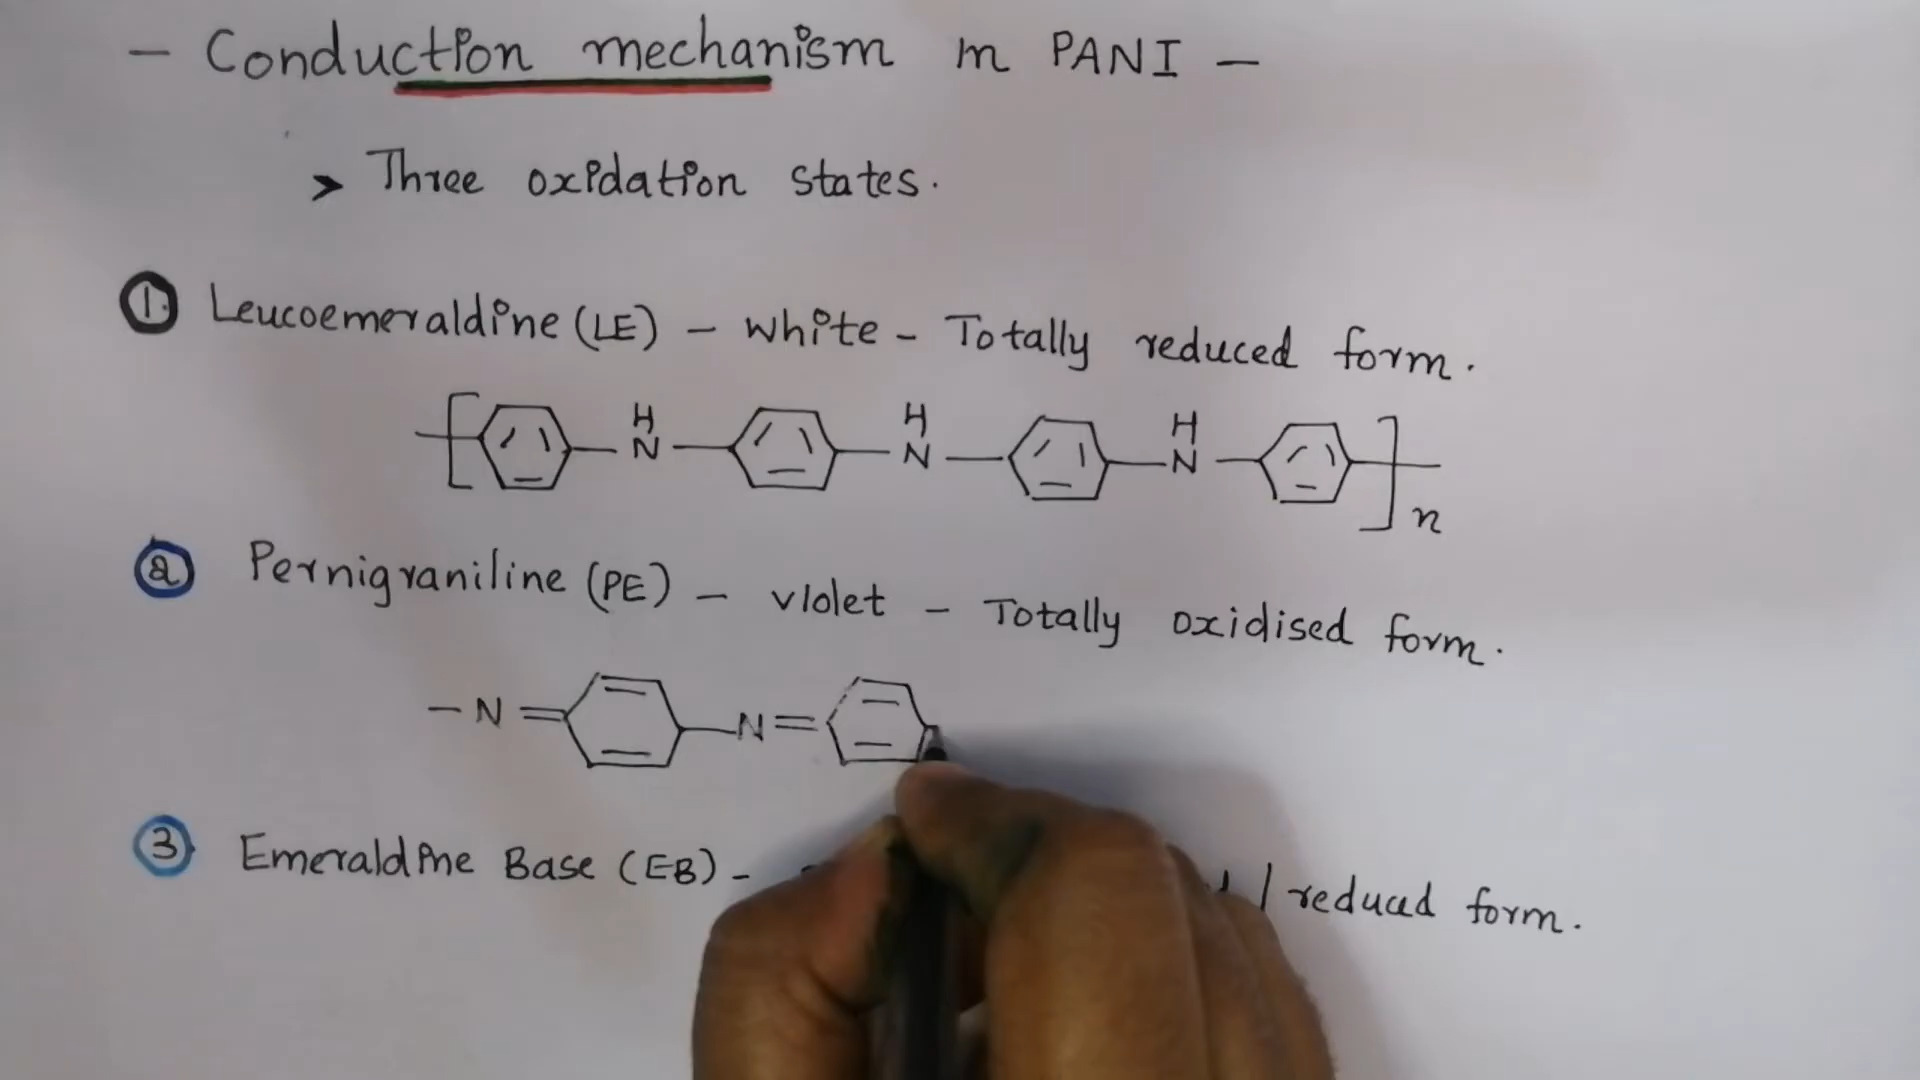 - Conduction mechanism in PANI -
> Three oxidation states.
1. Leucoemeraldine (LE) - white - Totally reduced form.
H H H
N N N
n
2 Pernigraniline (PE) - violet - Totally oxidised form.
- N = N =
3 Emeraldine Base (EB) - / reduced form.